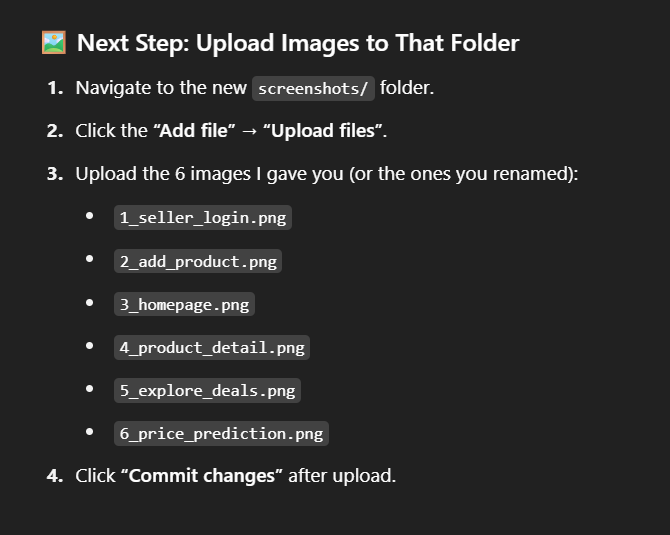 Next Step: Upload Images to That Folder
1. Navigate to the new screenshots/ folder.
2. Click the “Add file” → “Upload files”.
3. Upload the 6 images I gave you (or the ones you renamed):
• 1_seller_login.png
• 2_add_product.png
• 3_homepage.png
• 4_product_detail.png
• 5_explore_deals.png
• 6_price_prediction.png
4. Click “Commit changes” after upload.